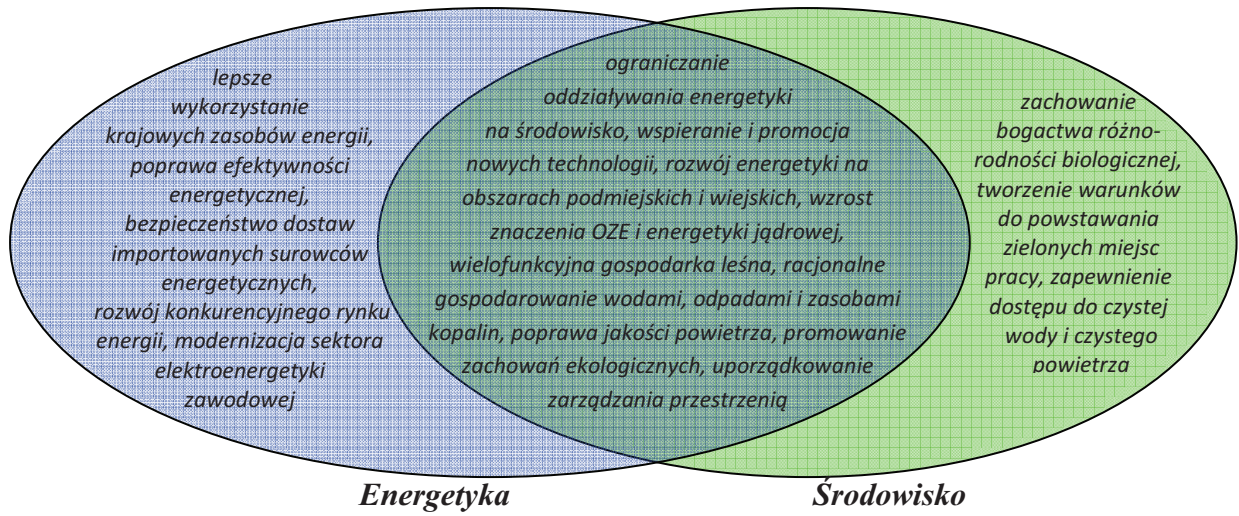 lepsze
wykorzystanie
krajowych zasobów energii,
poprawa efektywności
energetycznej,
bezpieczeństwo dostaw
importowanych surowców
energetycznych,
rozwój konkurencyjnego rynku
energii, modernizacja sektora
elektroenergetyki
zawodowej
ograniczanie
oddziaływania energetyki
na środowisko, wspieranie i promocja
nowych technologii, rozwój energetyki na
obszarach podmiejskich i wiejskich, wzrost
znaczenia OZE i energetyki jądrowej,
wielofunkcyjna gospodarka leśna, racjonalne
gospodarowanie wodami, odpadami i zasobami
kopalin, poprawa jakości powietrza, promowanie
zachowań ekologicznych, uporządkowanie
zarządzania przestrzenią
zachowanie
bogactwa różno-
rodności biologicznej,
tworzenie warunków
do powstawania
zielonych miejsc
pracy, zapewnienie
dostępu do czystej
wody i czystego
powietrza
Energetyka
Środowisko